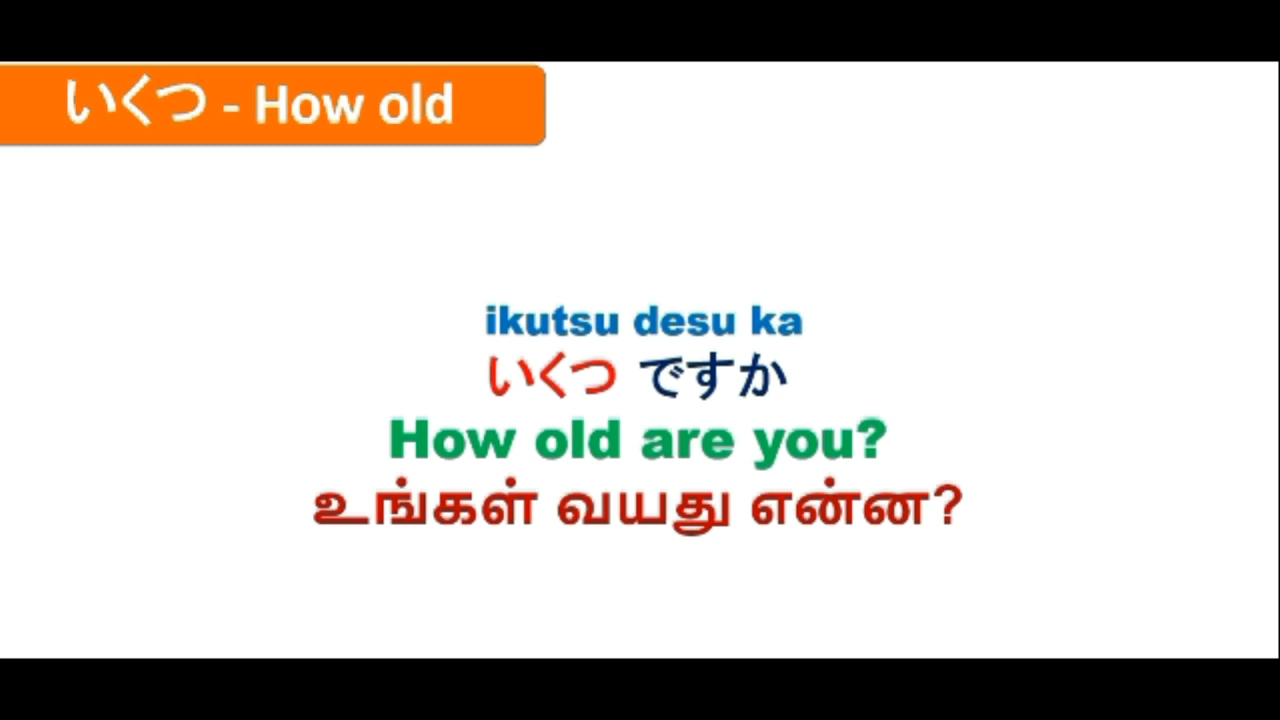 いくつ - How old
ikutsu desu ka
いくつ ですか
How old are you?
உங்கள் வயது என்ன?